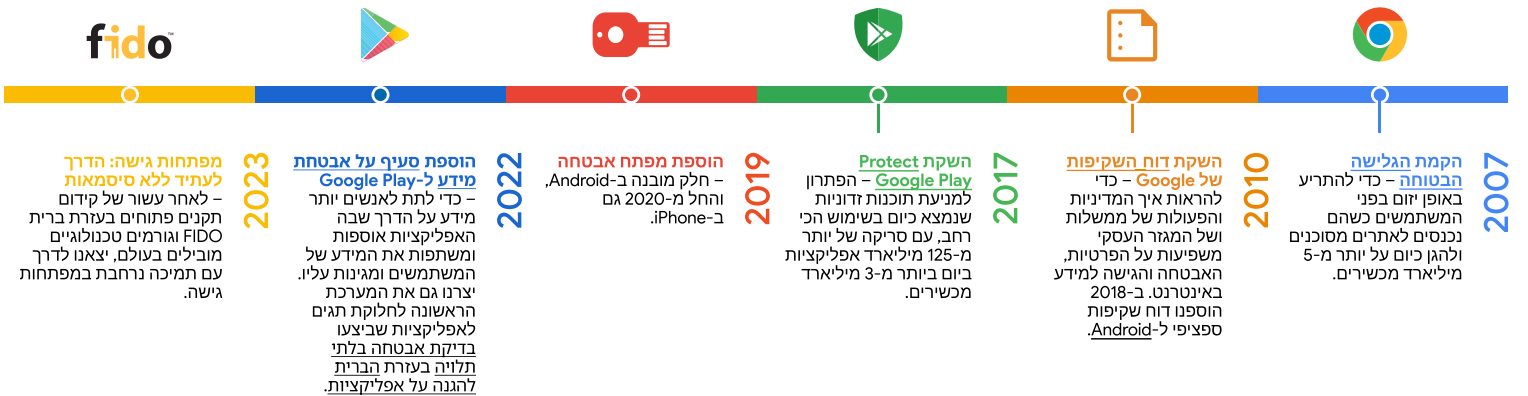 fido™
2007
הקמת הגלישה
הבטוחה – כדי להתריע
באופן יזום בפני
המשתמשים כשהם
נכנסים לאתרים מסוכנים
ולהגן כיום על יותר מ-5
מיליארד מכשירים.
2010
השקת דוח השקיפות
של Google – כדי
להראות איך המדיניות
והפעולות של ממשלות
ושל המגזר העסקי
משפיעות על הפרטיות,
האבטחה והגישה למידע
באינטרנט. ב-2018
הוספנו דוח שקיפות
ספציפי ל-Android.
2017
השקת Protect
Google Play – הפתרון
למניעת תוכנות זדוניות
שנמצא כיום בשימוש הכי
רחב, עם סריקה של יותר
מ-125 מיליארד אפליקציות
ביום ביותר מ-3 מיליארד
מכשירים.
2019
הוספת מפתח אבטחה
– חלק מובנה ב-Android,
והחל מ-2020 גם
ב-iPhone.
2022
הוספת סעיף על אבטחת
מידע ל-Google Play
– כדי לתת לאנשים יותר
מידע על הדרך שבה
האפליקציות אוספות
ומשתפות את המידע של
המשתמשים ומגינות עליו.
יצרנו גם את המערכת
הראשונה לחלוקת תגים
לאפליקציות שביצעו
בדיקת אבטחה בלתי
תלויה בעזרת הברית
להגנה על אפליקציות.
2023
מפתחות גישה: הדרך
לעתיד ללא סיסמאות
– לאחר עשור של קידום
תקנים פתוחים בעזרת ברית
FIDO וגורמים טכנולוגיים
מובילים בעולם, יצאנו לדרך
עם תמיכה נרחבת במפתחות
גישה.